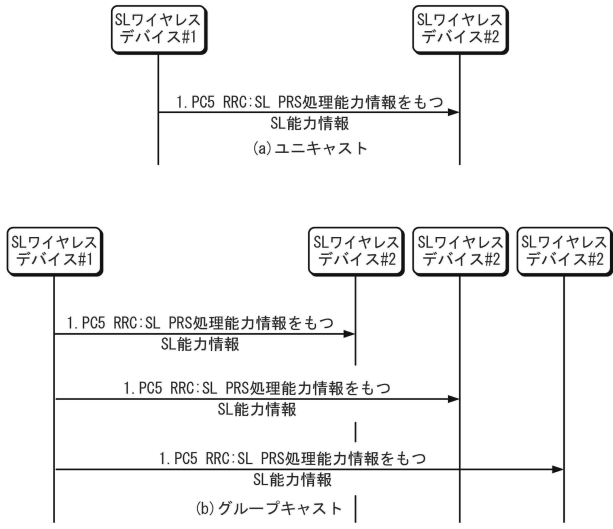 SLワイヤレス
デバイス#1
SLワイヤレス
デバイス#2
1.PC5 RRC:SL PRS処理能力情報をもつ
SL能力情報
(a)ユニキャスト
SLワイヤレス
デバイス#1
SLワイヤレス
デバイス#2
SLワイヤレス
デバイス#2
SLワイヤレス
デバイス#2
1.PC5 RRC:SL PRS処理能力情報をもつ
SL能力情報
1.PC5 RRC:SL PRS処理能力情報をもつ
SL能力情報
1.PC5 RRC:SL PRS処理能力情報をもつ
SL能力情報
(b)グループキャスト